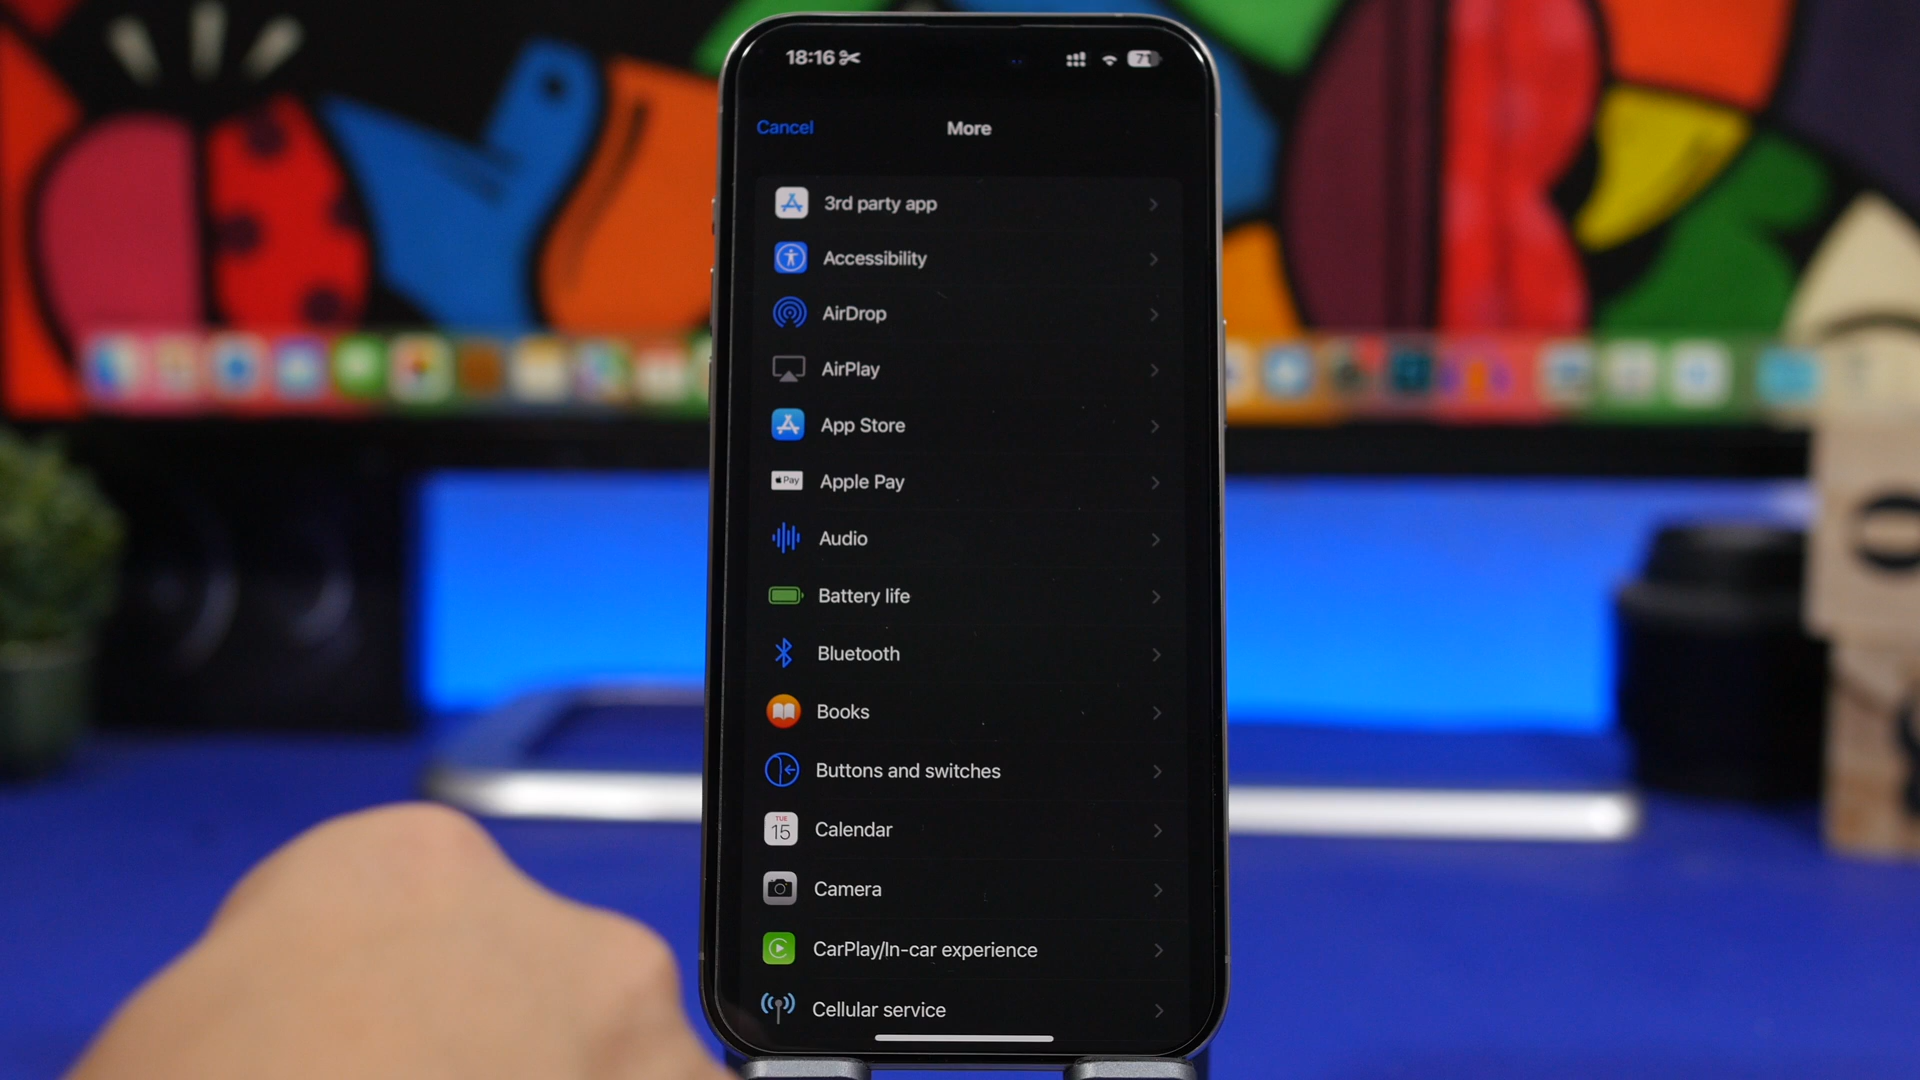 18:16
71
Cancel
More
3rd party app
Accessibility
AirDrop
AirPlay
App Store
Pay
Apple Pay
Audio
Battery life
Bluetooth
Books
Buttons and switches
TUE
15
Calendar
Camera
CarPlay/In-car experience
Cellular service